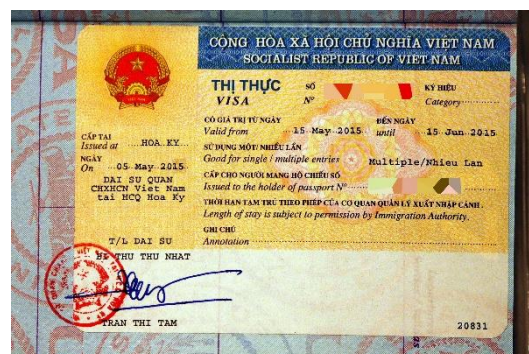 CỘNG HÒA XÃ HỘI CHỦ NGHĨA VIỆT NAM
SOCIALIST REPUBLIC OF VIET NAM
THỊ THỰC
VISA
SỐ
Nº
KÝ HIỆU
Category
CÓ GIÁ TRỊ TỪ NGÀY
Valid from 15 May 2015
ĐẾN NGÀY
until 15 Jun 2015
SỬ DỤNG MỘT/ NHIỀU LẦN
Good for single / multiple entries Multiple/Nhieu Lan
CẤP CHO NGƯỜI MANG HỘ CHIẾU SỐ
Issued to the holder of passport Nº
THỜI HẠN TẠM TRÚ THEO PHÉP CỦA CƠ QUAN QUẢN LÝ XUẤT NHẬP CẢNH.
Length of stay is subject to permission by Immigration Authority.
GHI CHÚ
Annotation
CẤP TẠI
Issued at HOA KY
NGÀY
On 05 May 2015
DAI SU QUAN
CHXHCN Viet Nam
tai HCQ Hoa Ky
T/L DAI SU
BI THU THU NHAT
TRAN THI TAM
20831